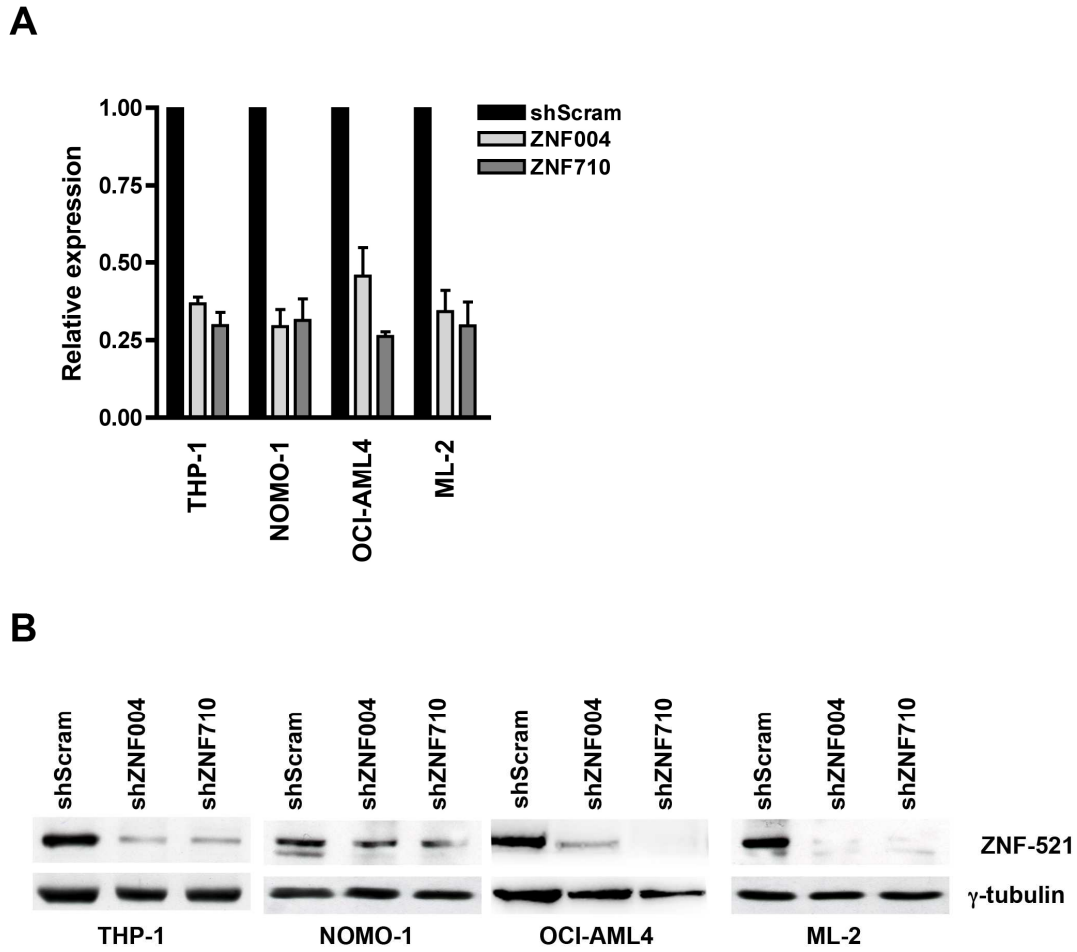 A
1.00
0.75
0.50
0.25
0.00
Relative expression
shScram
ZNF004
ZNF710
THP-1
NOMO-1
OCI-AML4
ML-2
B
shScram
shZNF004
shZNF710
shScram
shZNF004
shZNF710
shScram
shZNF004
shZNF710
shScram
shZNF004
shZNF710
ZNF-521
γ-tubulin
THP-1
NOMO-1
OCI-AML4
ML-2